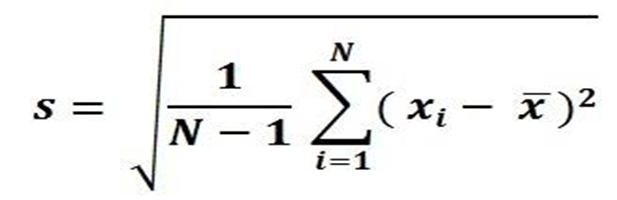 s = √(1/(N − 1) ∑_{i=1}^{N} ( x_i − x̄ )²)